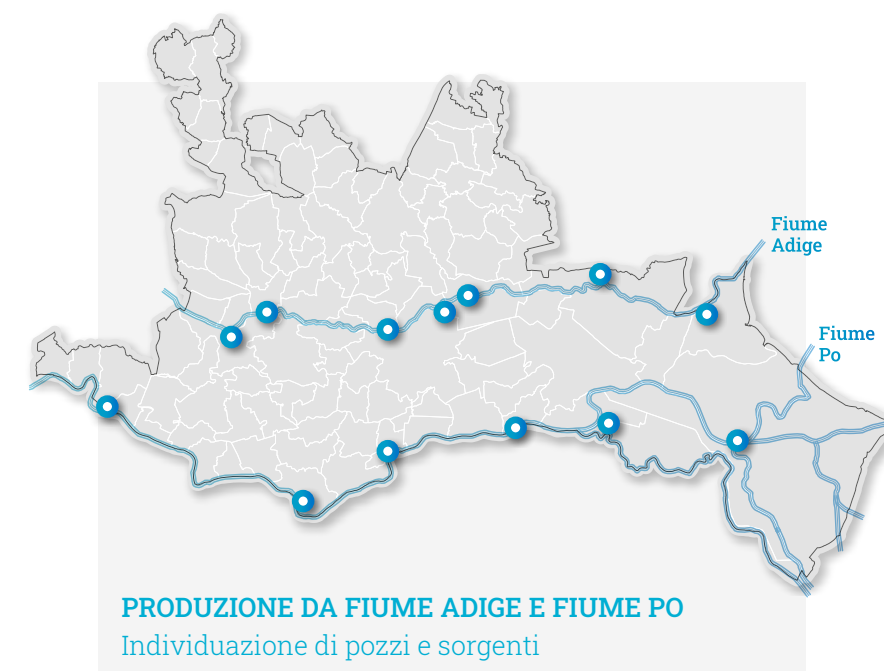 Fiume
Adige
Fiume
Po
PRODUZIONE DA FIUME ADIGE E FIUME PO
Individuazione di pozzi e sorgenti